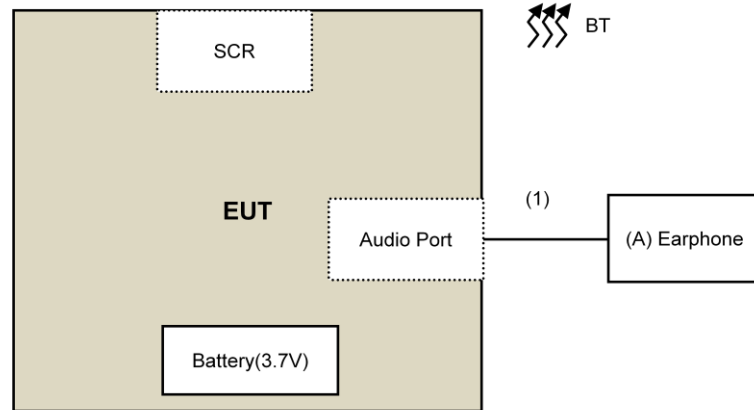 BT
SCR
(1)
EUT
Audio Port
(A) Earphone
Battery(3.7V)